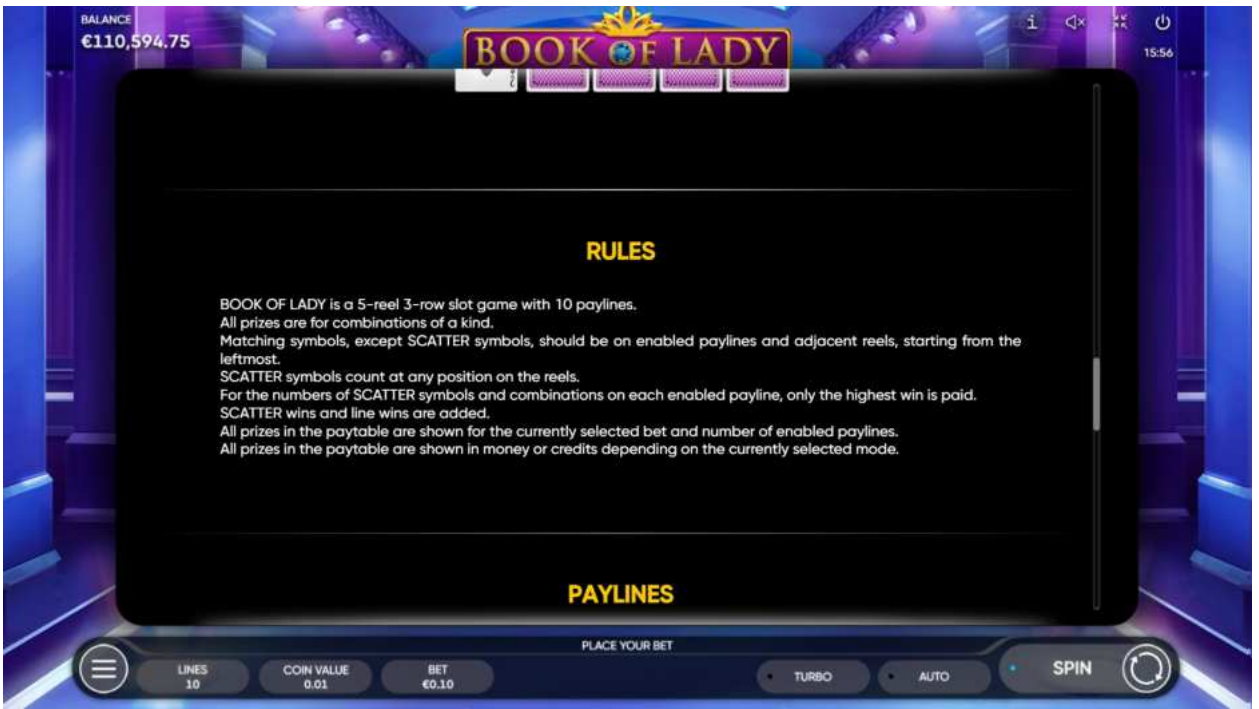 BALANCE
€110,594.75
BOOK OF LADY
15:56
RULES
BOOK OF LADY is a 5-reel 3-row slot game with 10 paylines.
All prizes are for combinations of a kind.
Matching symbols, except SCATTER symbols, should be on enabled paylines and adjacent reels, starting from the
leftmost.
SCATTER symbols count at any position on the reels.
For the numbers of SCATTER symbols and combinations on each enabled payline, only the highest win is paid.
SCATTER wins and line wins are added.
All prizes in the paytable are shown for the currently selected bet and number of enabled paylines.
All prizes in the paytable are shown in money or credits depending on the currently selected mode.
PAYLINES
PLACE YOUR BET
LINES
10
COIN VALUE
0.01
BET
€0.10
TURBO
AUTO
SPIN